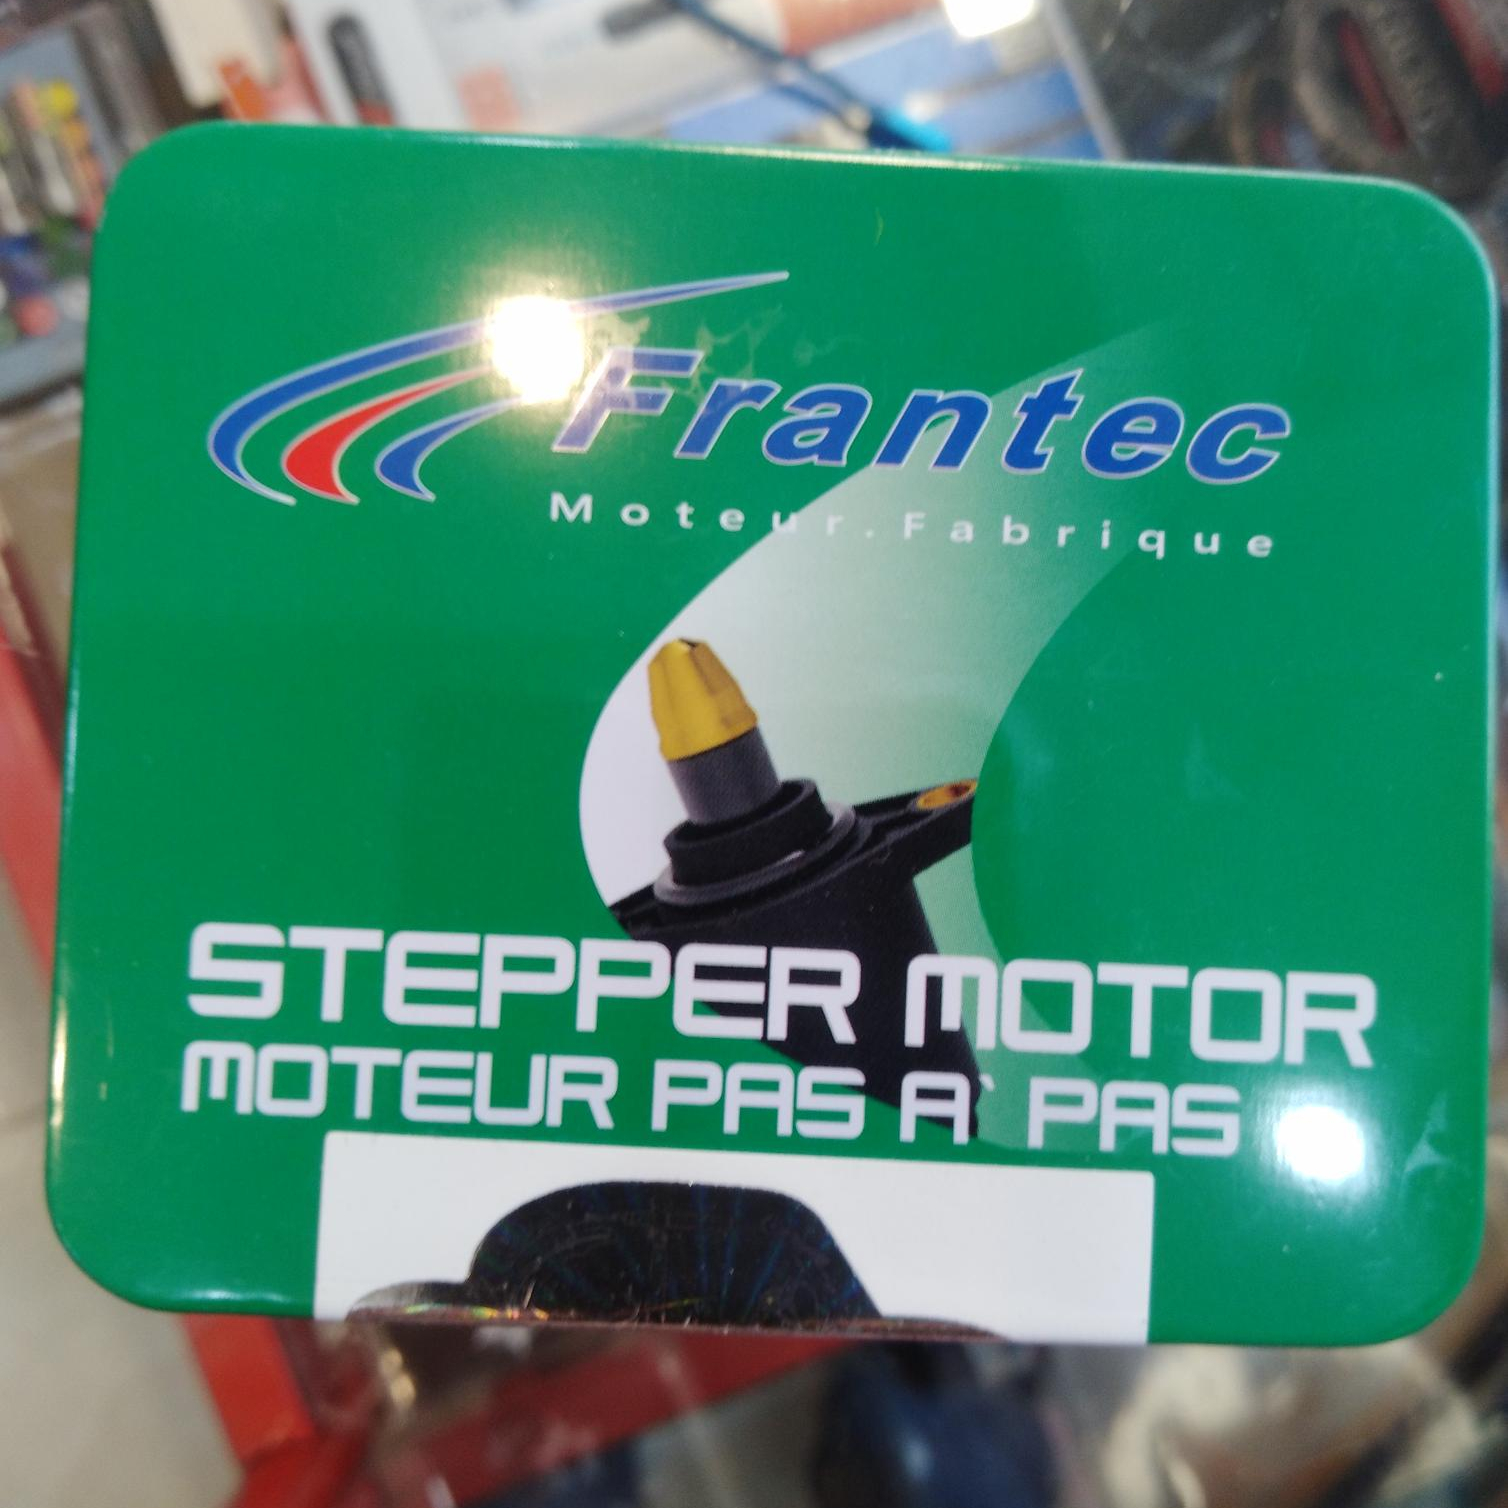 Frantec
Moteur.Fabrique
STEPPER MOTOR
MOTEUR PAS A` PAS